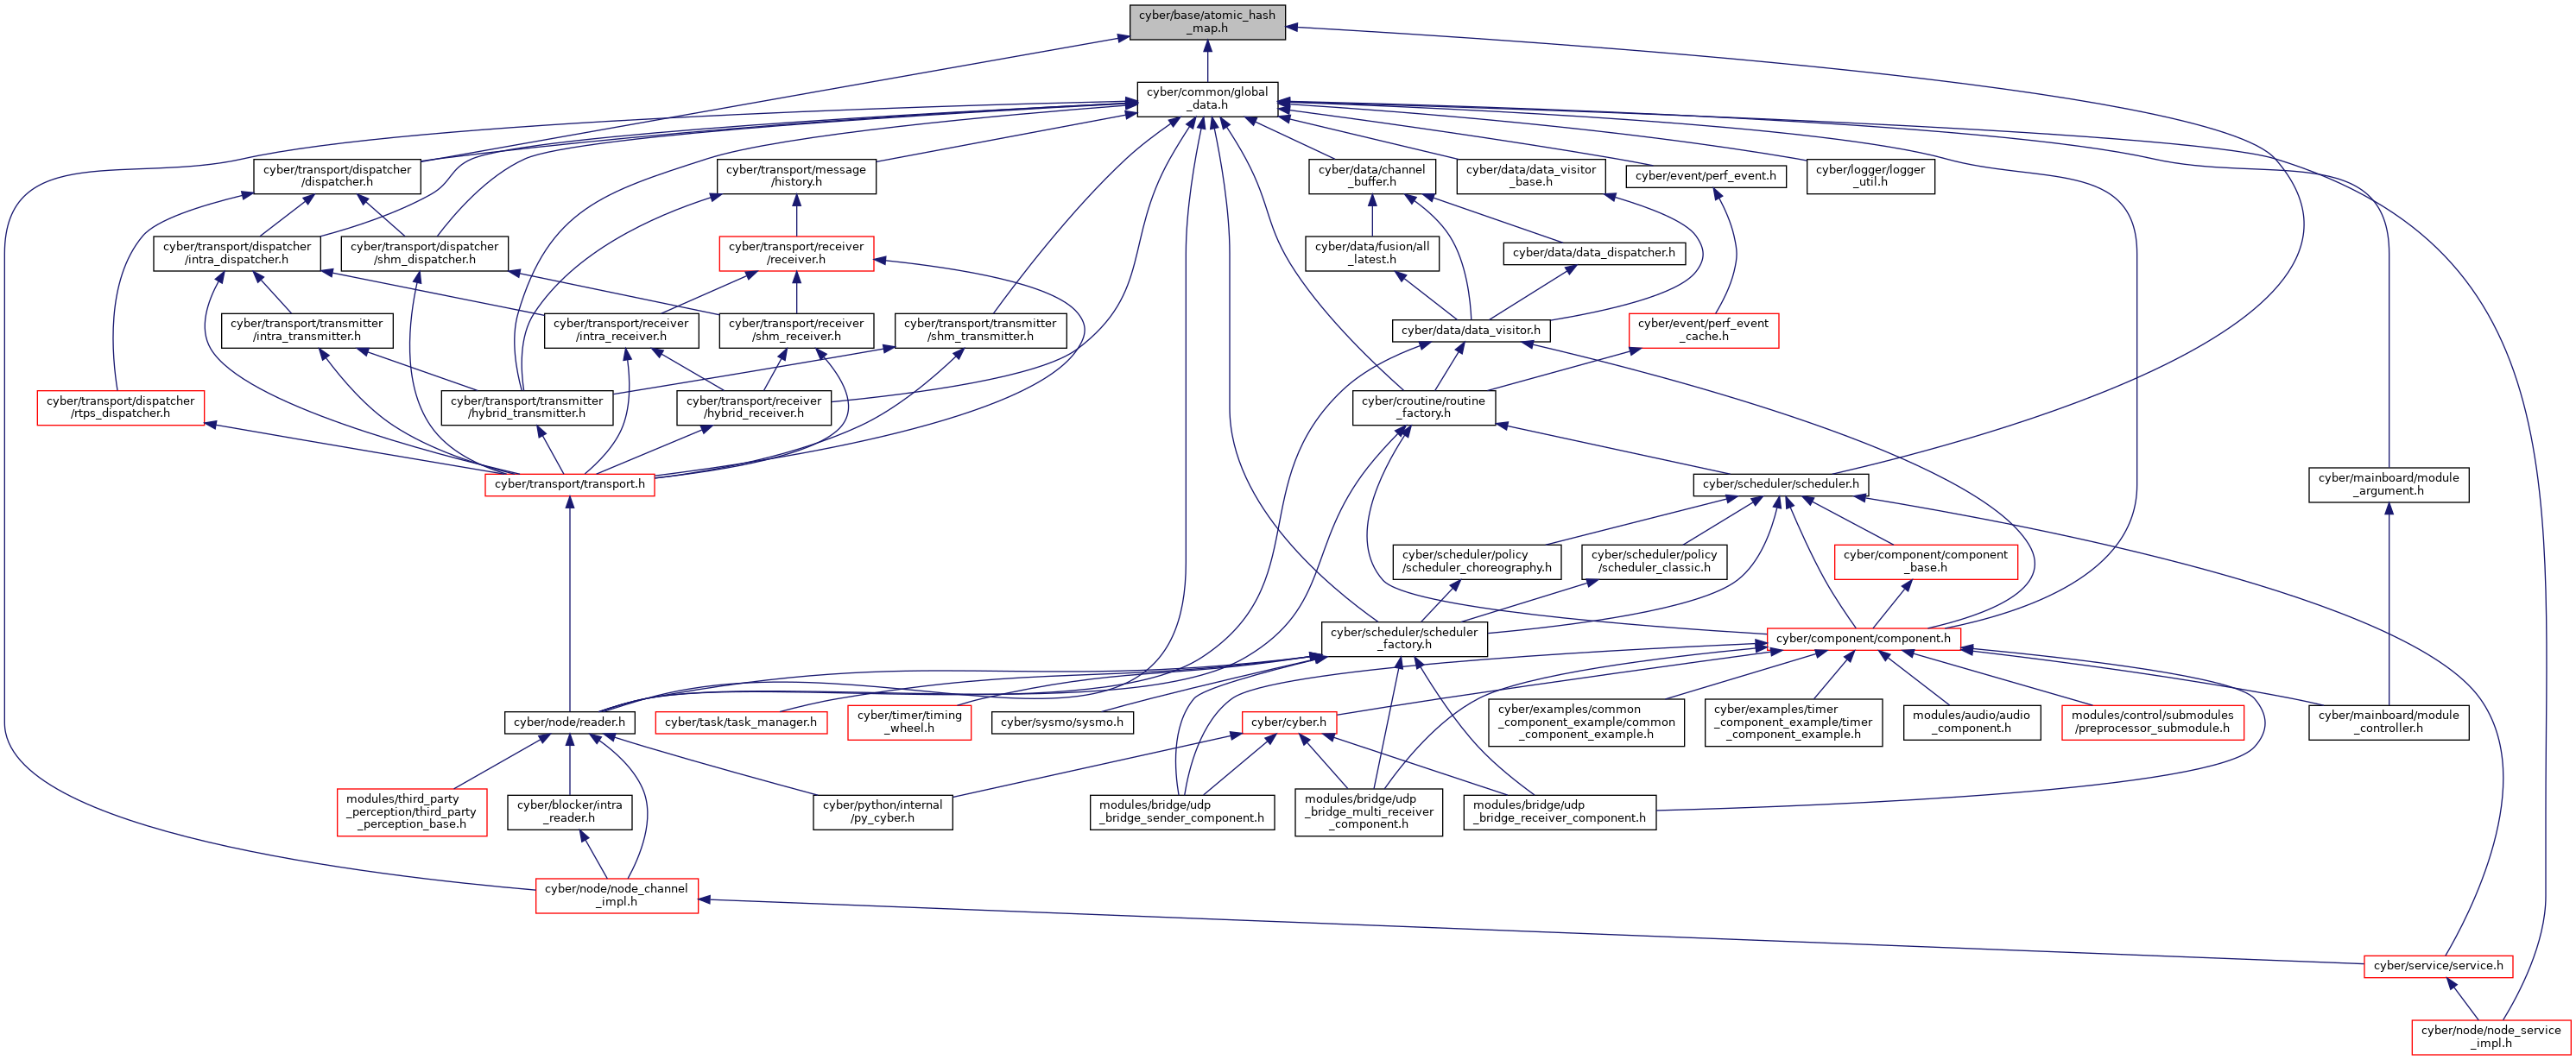 cyber/base/atomic_hash
_map.h
cyber/common/global
_data.h
cyber/transport/dispatcher
/dispatcher.h
cyber/transport/message
/history.h
cyber/data/channel
_buffer.h
cyber/data/data_visitor
_base.h
cyber/event/perf_event.h
cyber/logger/logger
_util.h
cyber/transport/dispatcher
/intra_dispatcher.h
cyber/transport/dispatcher
/shm_dispatcher.h
cyber/transport/receiver
/receiver.h
cyber/data/fusion/all
_latest.h
cyber/data/data_dispatcher.h
cyber/transport/transmitter
/intra_transmitter.h
cyber/transport/receiver
/intra_receiver.h
cyber/transport/receiver
/shm_receiver.h
cyber/transport/transmitter
/shm_transmitter.h
cyber/data/data_visitor.h
cyber/event/perf_event
_cache.h
cyber/transport/dispatcher
/rtps_dispatcher.h
cyber/transport/transmitter
/hybrid_transmitter.h
cyber/transport/receiver
/hybrid_receiver.h
cyber/croutine/routine
_factory.h
cyber/transport/transport.h
cyber/scheduler/scheduler.h
cyber/mainboard/module
_argument.h
cyber/scheduler/policy
/scheduler_choreography.h
cyber/scheduler/policy
/scheduler_classic.h
cyber/component/component
_base.h
cyber/scheduler/scheduler
_factory.h
cyber/component/component.h
cyber/node/reader.h
cyber/task/task_manager.h
cyber/timer/timing
_wheel.h
cyber/sysmo/sysmo.h
cyber/cyber.h
cyber/examples/common
_component_example/common
_component_example.h
cyber/examples/timer
_component_example/timer
_component_example.h
modules/audio/audio
_component.h
modules/control/submodules
/preprocessor_submodule.h
cyber/mainboard/module
_controller.h
modules/third_party
_perception/third_party
_perception_base.h
cyber/blocker/intra
_reader.h
cyber/python/internal
/py_cyber.h
modules/bridge/udp
_bridge_sender_component.h
modules/bridge/udp
_bridge_multi_receiver
_component.h
modules/bridge/udp
_bridge_receiver_component.h
cyber/node/node_channel
_impl.h
cyber/service/service.h
cyber/node/node_service
_impl.h